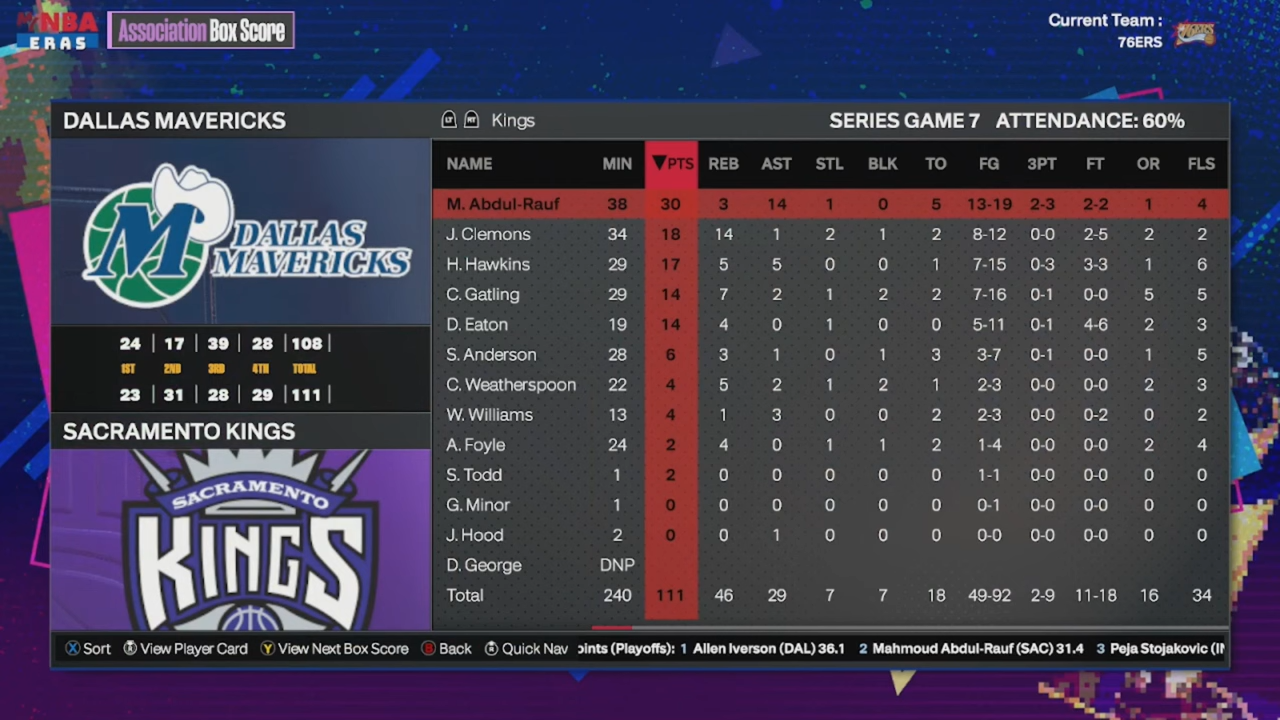 MyNBA
ERAS
Association Box Score
Current Team :
76ERS
DALLAS MAVERICKS
LT RT Kings
SERIES GAME 7 ATTENDANCE: 60%
M
DALLAS
MAVERICKS
24 17 39 28 108
1ST 2ND 3RD 4TH TOTAL
23 31 28 29 111
SACRAMENTO KINGS
SACRAMENTO
KINGS
NAME MIN ▼PTS REB AST STL BLK TO FG 3PT FT OR FLS
M. Abdul-Rauf 38 30 3 14 1 0 5 13-19 2-3 2-2 1 4
J. Clemons 34 18 14 1 2 1 2 8-12 0-0 2-5 2 2
H. Hawkins 29 17 5 5 0 0 1 7-15 0-3 3-3 1 6
C. Gatling 29 14 7 2 1 2 2 7-16 0-1 0-0 5 5
D. Eaton 19 14 4 0 1 0 0 5-11 0-1 4-6 2 3
S. Anderson 28 6 3 1 0 1 3 3-7 0-1 0-0 1 5
C. Weatherspoon 22 4 5 2 1 2 1 2-3 0-0 0-0 2 3
W. Williams 13 4 1 3 0 0 2 2-3 0-0 0-2 0 2
A. Foyle 24 2 4 0 1 1 2 1-4 0-0 0-0 2 4
S. Todd 1 2 0 0 0 0 0 1-1 0-0 0-0 0 0
G. Minor 1 0 0 0 0 0 0 0-1 0-0 0-0 0 0
J. Hood 2 0 0 1 0 0 0 0-0 0-0 0-0 0 0
D. George DNP
Total 240 111 46 29 7 7 18 49-92 2-9 11-18 16 34
X Sort R View Player Card Y View Next Box Score B Back R Quick Nav oints (Playoffs): 1 Allen Iverson (DAL) 36.1 2 Mahmoud Abdul-Rauf (SAC) 31.4 3 Peja Stojakovic (IN